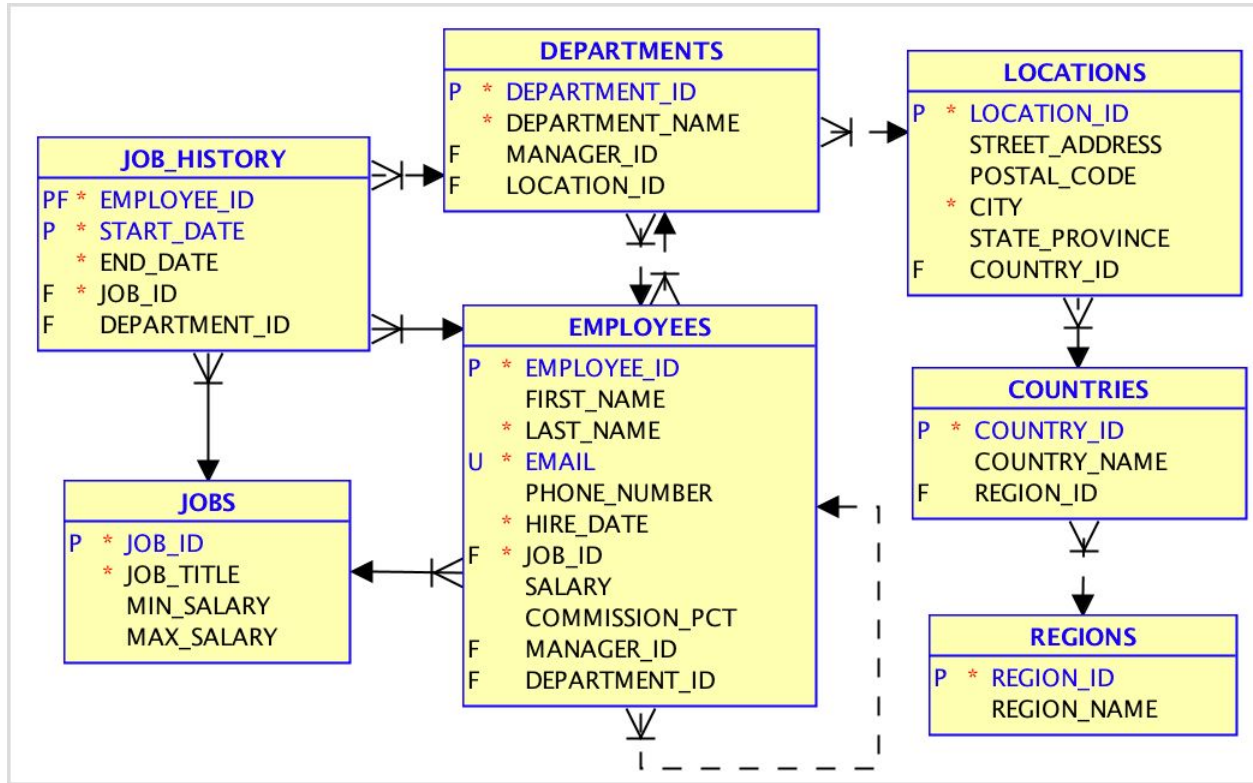 DEPARTMENTS
P * DEPARTMENT_ID
* DEPARTMENT_NAME
F MANAGER_ID
F LOCATION_ID
LOCATIONS
P * LOCATION_ID
STREET_ADDRESS
POSTAL_CODE
* CITY
STATE_PROVINCE
F COUNTRY_ID
JOB_HISTORY
PF * EMPLOYEE_ID
P * START_DATE
* END_DATE
F * JOB_ID
F DEPARTMENT_ID
EMPLOYEES
P * EMPLOYEE_ID
FIRST_NAME
* LAST_NAME
U * EMAIL
PHONE_NUMBER
* HIRE_DATE
F * JOB_ID
SALARY
COMMISSION_PCT
F MANAGER_ID
F DEPARTMENT_ID
COUNTRIES
P * COUNTRY_ID
COUNTRY_NAME
F REGION_ID
JOBS
P * JOB_ID
* JOB_TITLE
MIN_SALARY
MAX_SALARY
REGIONS
P * REGION_ID
REGION_NAME